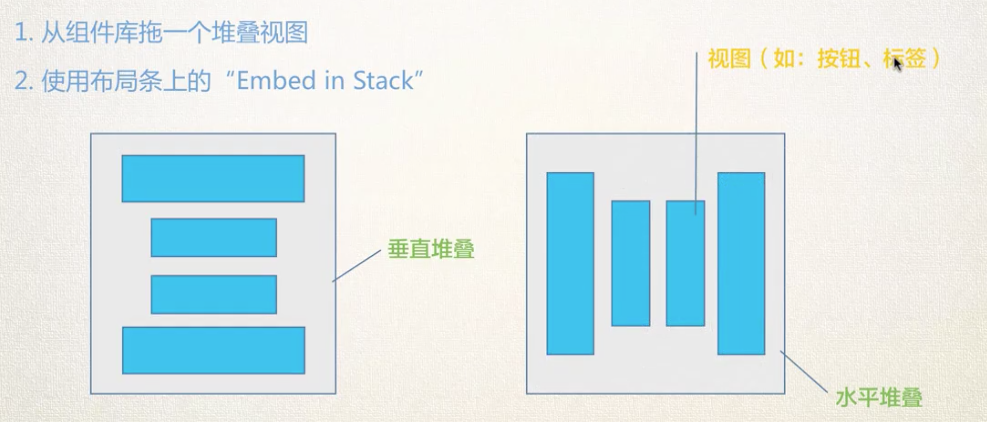 1. 从组件库拖一个堆叠视图
2. 使用布局条上的“Embed in Stack”
视图（如：按钮、标签）
垂直堆叠
水平堆叠